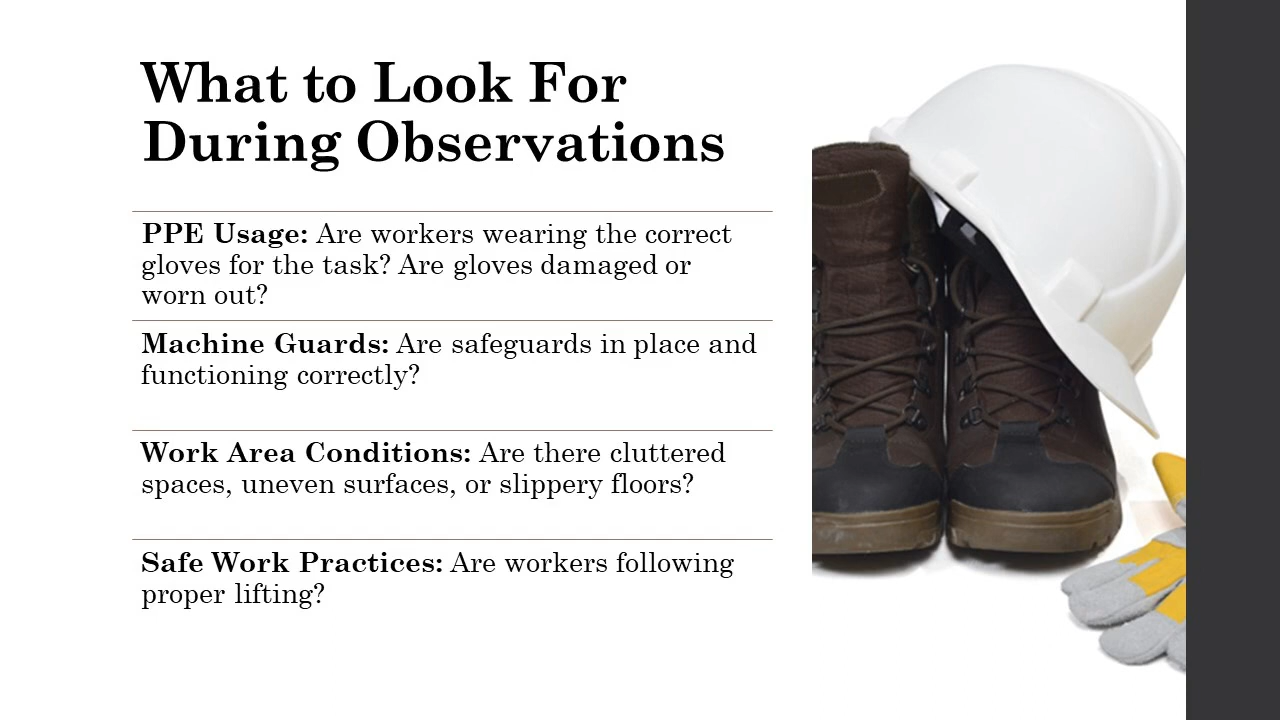 What to Look For
During Observations
PPE Usage: Are workers wearing the correct
gloves for the task? Are gloves damaged or
worn out?
Machine Guards: Are safeguards in place and
functioning correctly?
Work Area Conditions: Are there cluttered
spaces, uneven surfaces, or slippery floors?
Safe Work Practices: Are workers following
proper lifting?